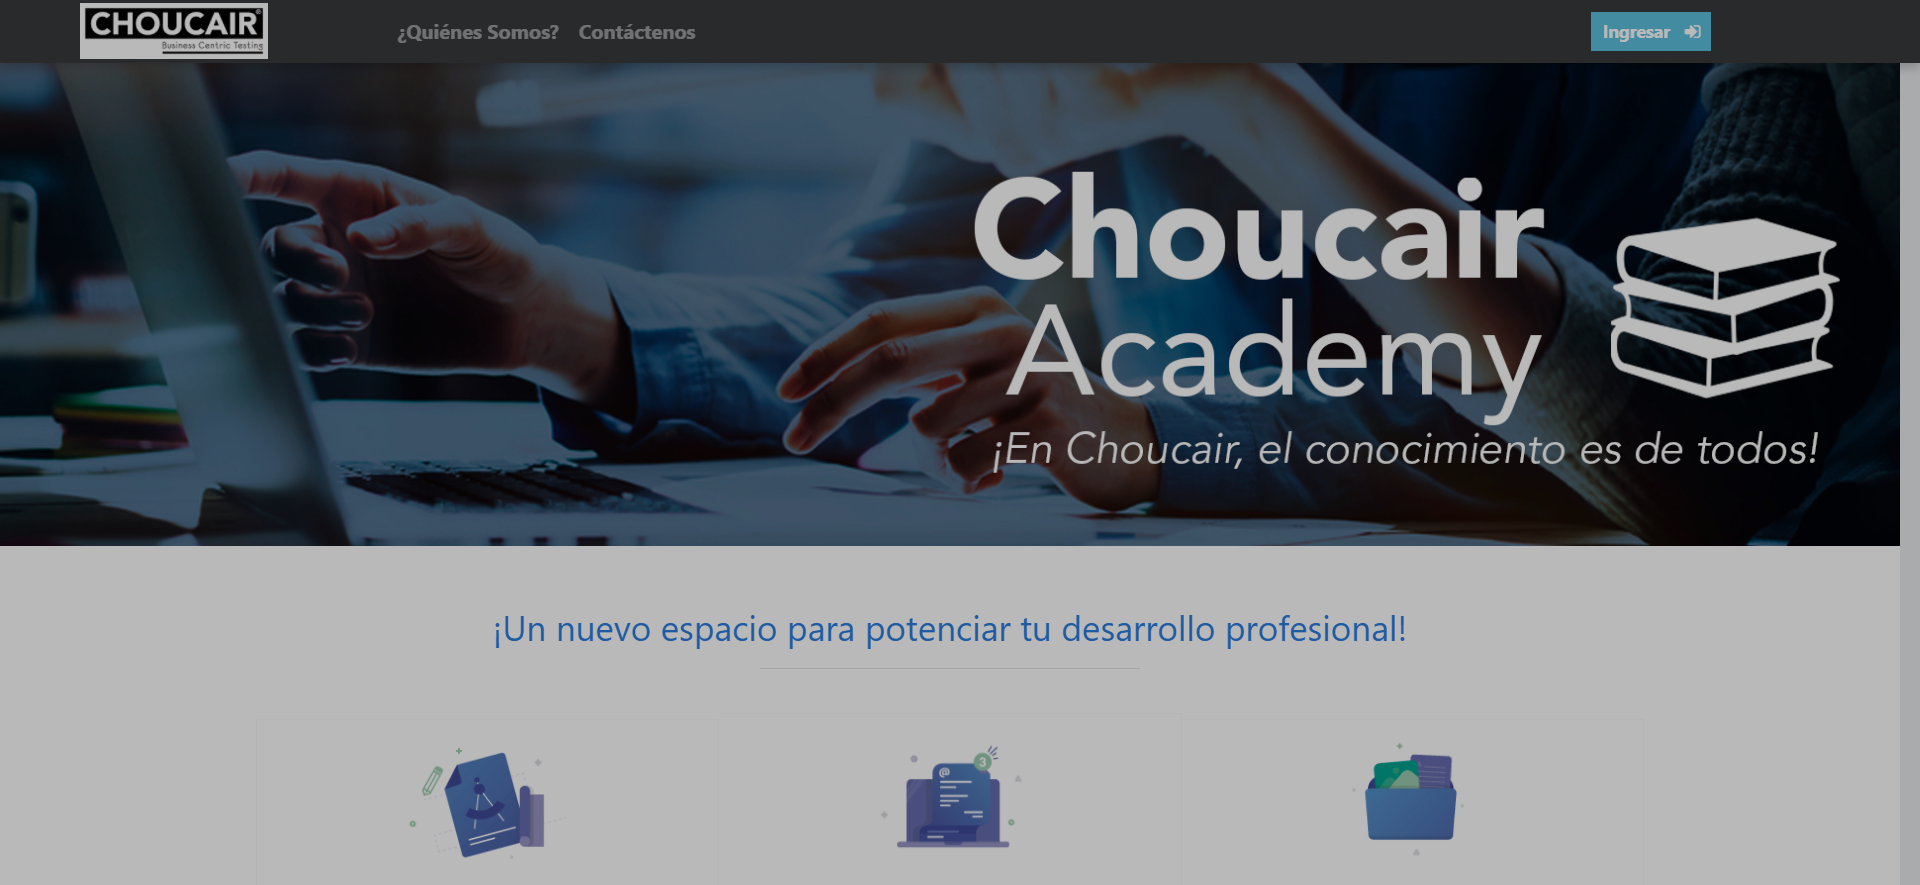 CHOUCAIR®
Business Centric Testing
¿Quiénes Somos? Contáctenos
Ingresar
Choucair
Academy
¡En Choucair, el conocimiento es de todos!
¡Un nuevo espacio para potenciar tu desarrollo profesional!
@
3